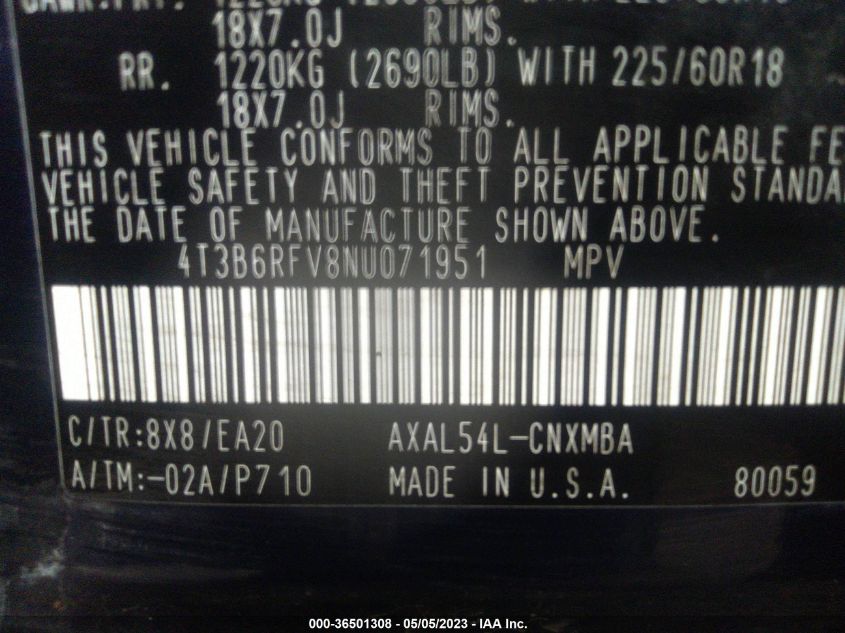 18X7.0J RIMS.
RR. 1220KG (2690LB) WITH 225/60R18
18X7.0J RIMS.
THIS VEHICLE CONFORMS TO ALL APPLICABLE FE
VEHICLE SAFETY AND THEFT PREVENTION STANDA
THE DATE OF MANUFACTURE SHOWN ABOVE.
4T3B6RFV8NU071951 MPV
C/TR:8X8/EA20 AXAL54L-CNXMBA
A/TM:-02A/P710 MADE IN U.S.A. 80059
000-36501308 - 05/05/2023 - IAA Inc.